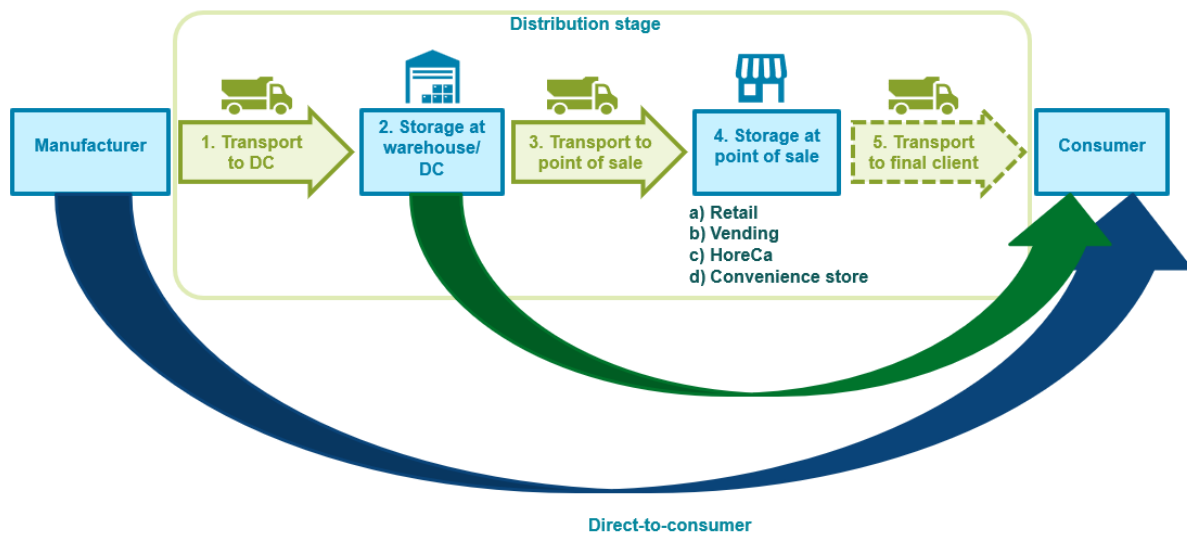 Distribution stage
Manufacturer
1. Transport
to DC
2. Storage at
warehouse/
DC
3. Transport to
point of sale
4. Storage at
point of sale
5. Transport
to final client
Consumer
a) Retail
b) Vending
c) HoreCa
d) Convenience store
Direct-to-consumer